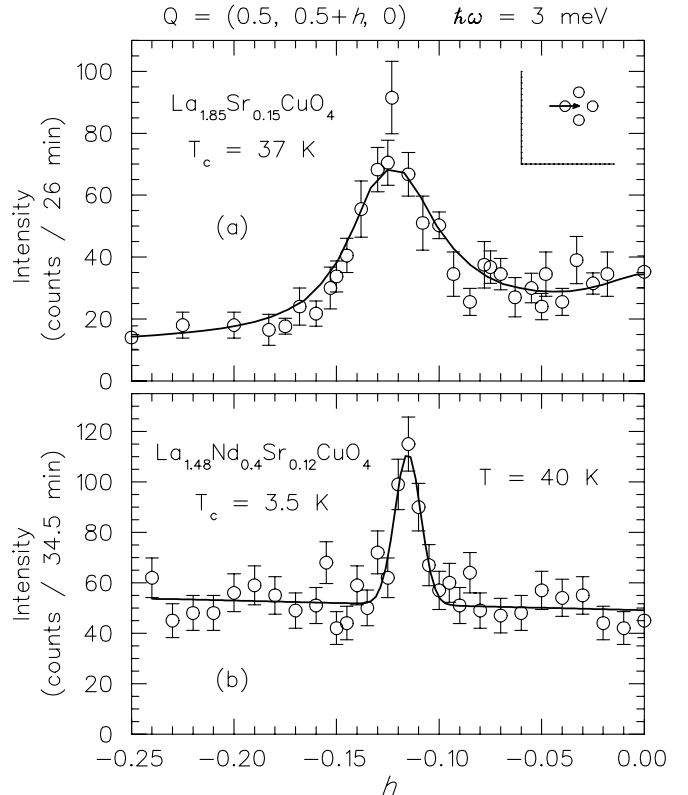 Q = (0.5, 0.5+h, 0) ħω = 3 meV
100
80
60
40
20
0
Intensity
(counts / 26 min)
La1.85Sr0.15CuO4
Tc = 37 K
(a)
120
100
80
60
40
20
0
Intensity
(counts / 34.5 min)
La1.48Nd0.4Sr0.12CuO4
Tc = 3.5 K
T = 40 K
(b)
−0.25 −0.20 −0.15 −0.10 −0.05 0.00
h